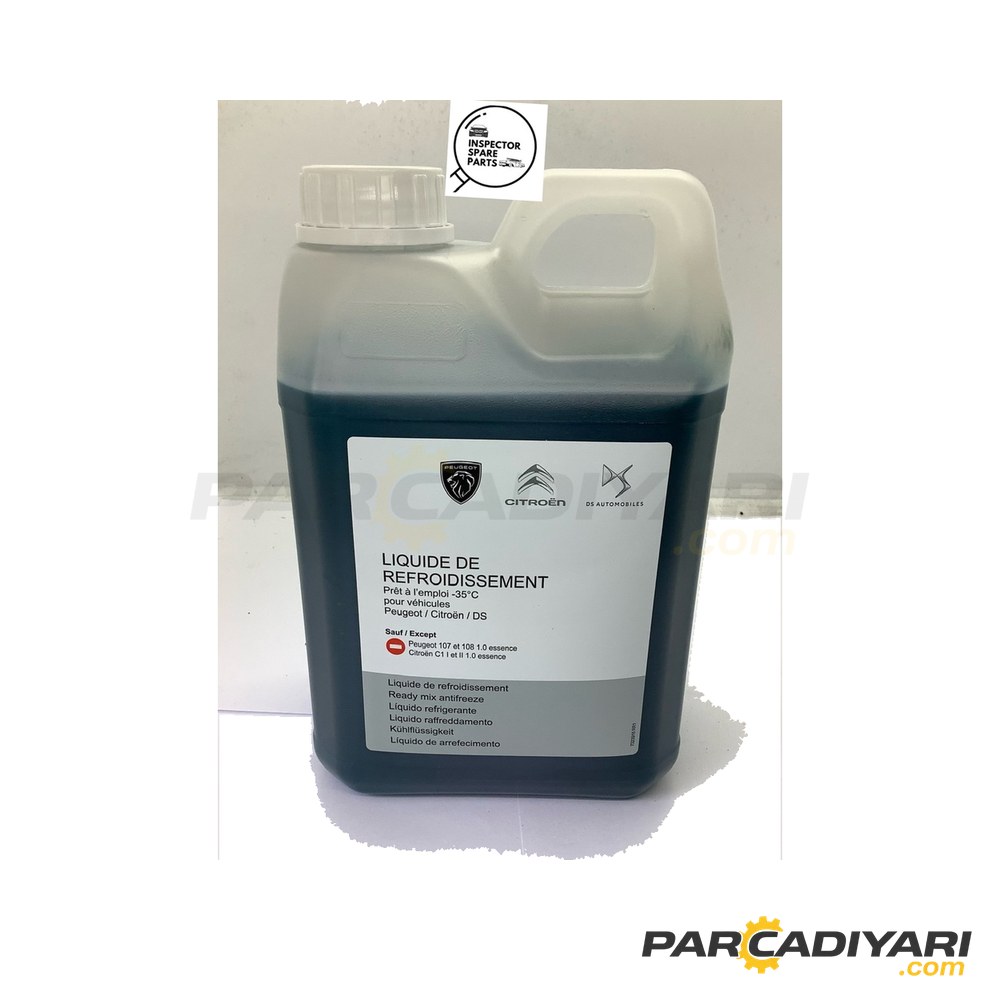 INSPECTOR
SPARE
PARTS
PEUGEOT
CITROËN
DS AUTOMOBILES
PARCADIYARI
.com
LIQUIDE DE
REFROIDISSEMENT
Prêt à l'emploi -35°C
pour véhicules
Peugeot / Citroën / DS
Sauf / Except
Peugeot 107 et 108 1.0 essence
Citroën C1 I et II 1.0 essence
Liquide de refroidissement
Ready mix antifreeze
Líquido refrigerante
Liquido raffreddamento
Kühlflüssigkeit
Líquido de arrefecimento
PARCADIYARI
.com